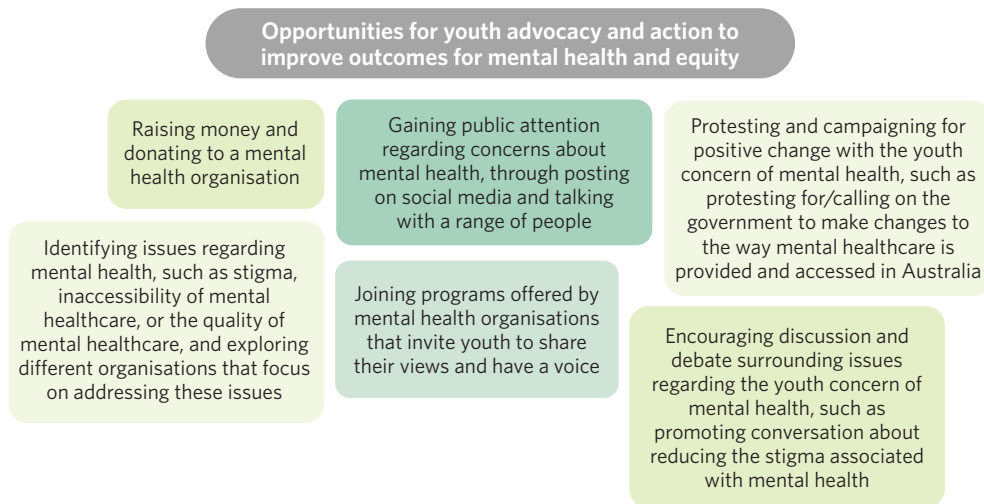 Opportunities for youth advocacy and action to
improve outcomes for mental health and equity
Raising money and
donating to a mental
health organisation
Gaining public attention
regarding concerns about
mental health, through posting
on social media and talking
with a range of people
Protesting and campaigning for
positive change with the youth
concern of mental health, such as
protesting for/calling on the
government to make changes to
the way mental healthcare is
provided and accessed in Australia
Identifying issues regarding
mental health, such as stigma,
inaccessibility of mental
healthcare, or the quality of
mental healthcare, and exploring
different organisations that focus
on addressing these issues
Joining programs offered by
mental health organisations
that invite youth to share
their views and have a voice
Encouraging discussion and
debate surrounding issues
regarding the youth concern of
mental health, such as
promoting conversation about
reducing the stigma associated
with mental health